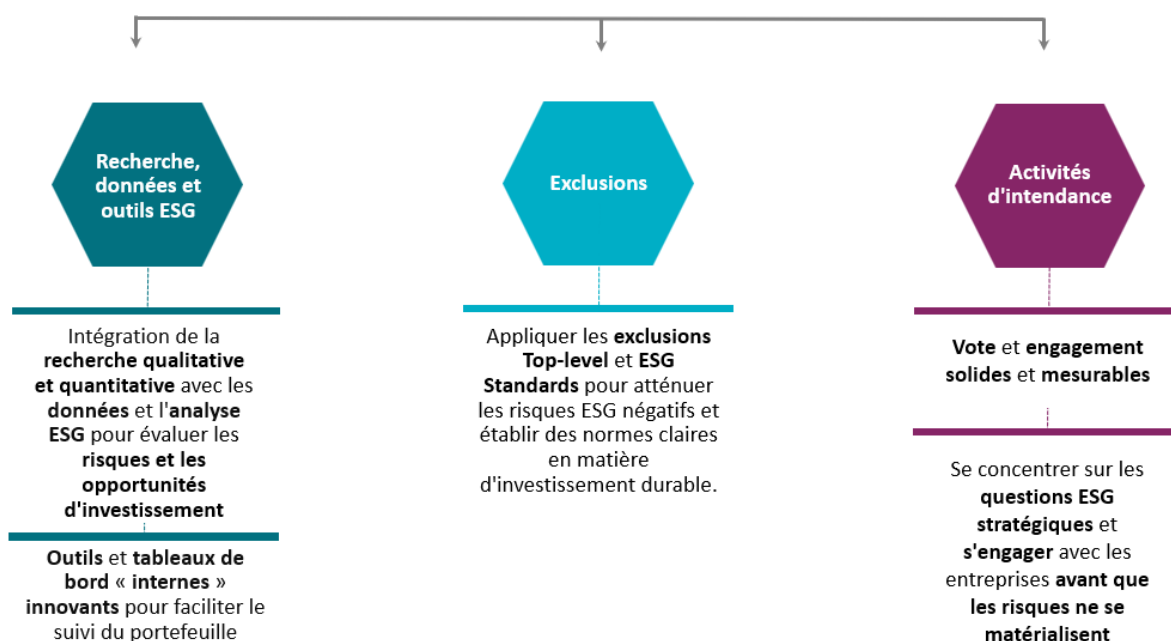 Recherche,
données et
outils ESG
Intégration de la
recherche qualitative
et quantitative avec les
données et l'analyse
ESG pour évaluer les
risques et les
opportunités
d'investissement
Outils et tableaux de
bord « internes »
innovants pour faciliter le
suivi du portefeuille
Exclusions
Appliquer les exclusions
Top-level et ESG
Standards pour atténuer
les risques ESG négatifs et
établir des normes claires
en matière
d'investissement durable.
Activités
d'intendance
Vote et engagement
solides et mesurables
Se concentrer sur les
questions ESG
stratégiques et
s'engager avec les
entreprises avant que
les risques ne se
matérialisent